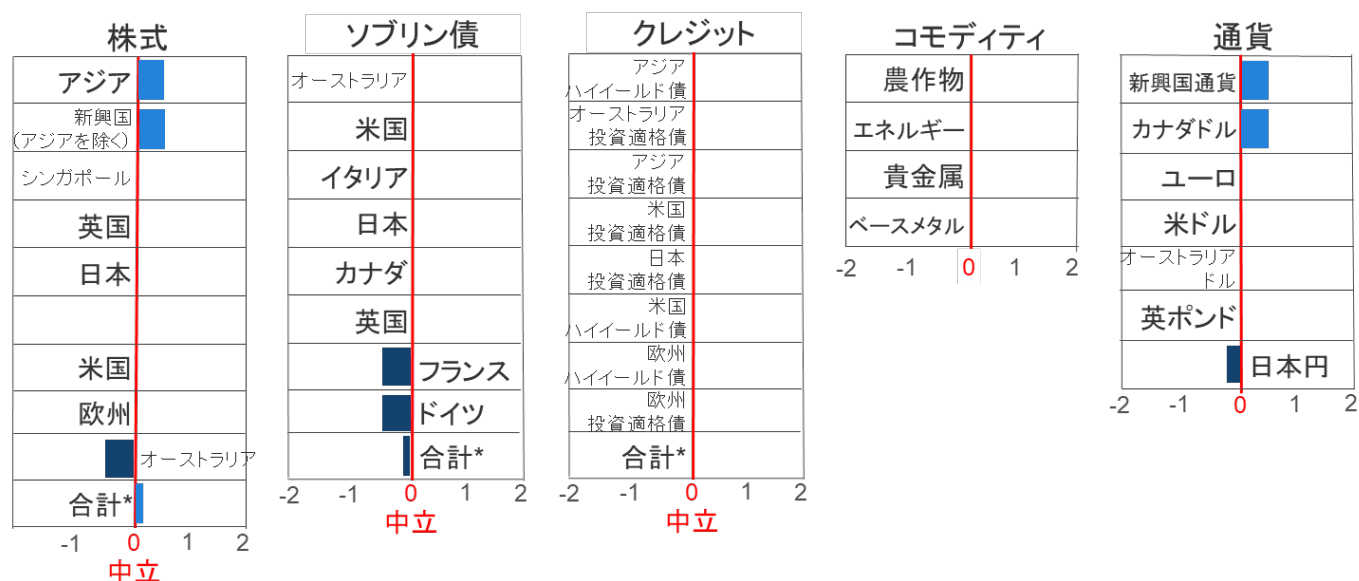 株式
アジア
新興国
(アジアを除く)
シンガポール
英国
日本
米国
欧州
オーストラリア
合計*
-1 0 1 2
中立
ソブリン債
オーストラリア
米国
イタリア
日本
カナダ
英国
フランス
ドイツ
合計*
-2 -1 0 1 2
中立
クレジット
アジア
ハイイールド債
オーストラリア
投資適格債
アジア
投資適格債
米国
投資適格債
日本
投資適格債
米国
ハイイールド債
欧州
ハイイールド債
欧州
投資適格債
合計*
-2 -1 0 1 2
中立
コモディティ
農作物
エネルギー
貴金属
ベースメタル
-2 -1 0 1 2
通貨
新興国通貨
カナダドル
ユーロ
米ドル
オーストラリア
ドル
英ポンド
日本円
-2 -1 0 1 2